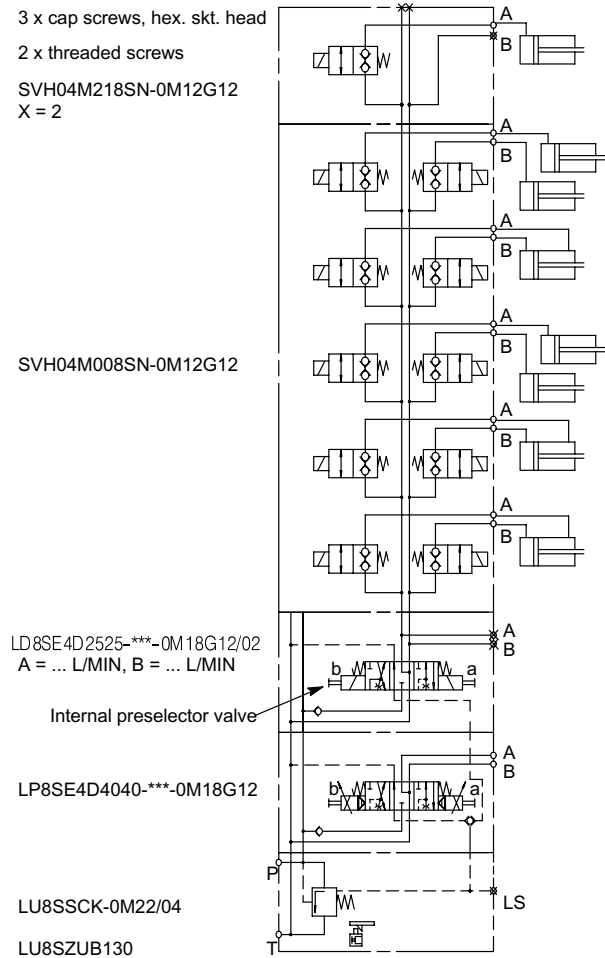 3 x cap screws, hex. skt. head
2 x threaded screws
SVH04M218SN-0M12G12
X = 2
A
B
A
B
A
B
SVH04M008SN-0M12G12
A
B
A
B
A
B
LD8SE4D2525-***-0M18G12/02
A = ... L/MIN, B = ... L/MIN
A
B
b
a
Internal preselector valve
A
B
LP8SE4D4040-***-0M18G12
b
a
P
LU8SSCK-0M22/04
LS
LU8SZUB130
T